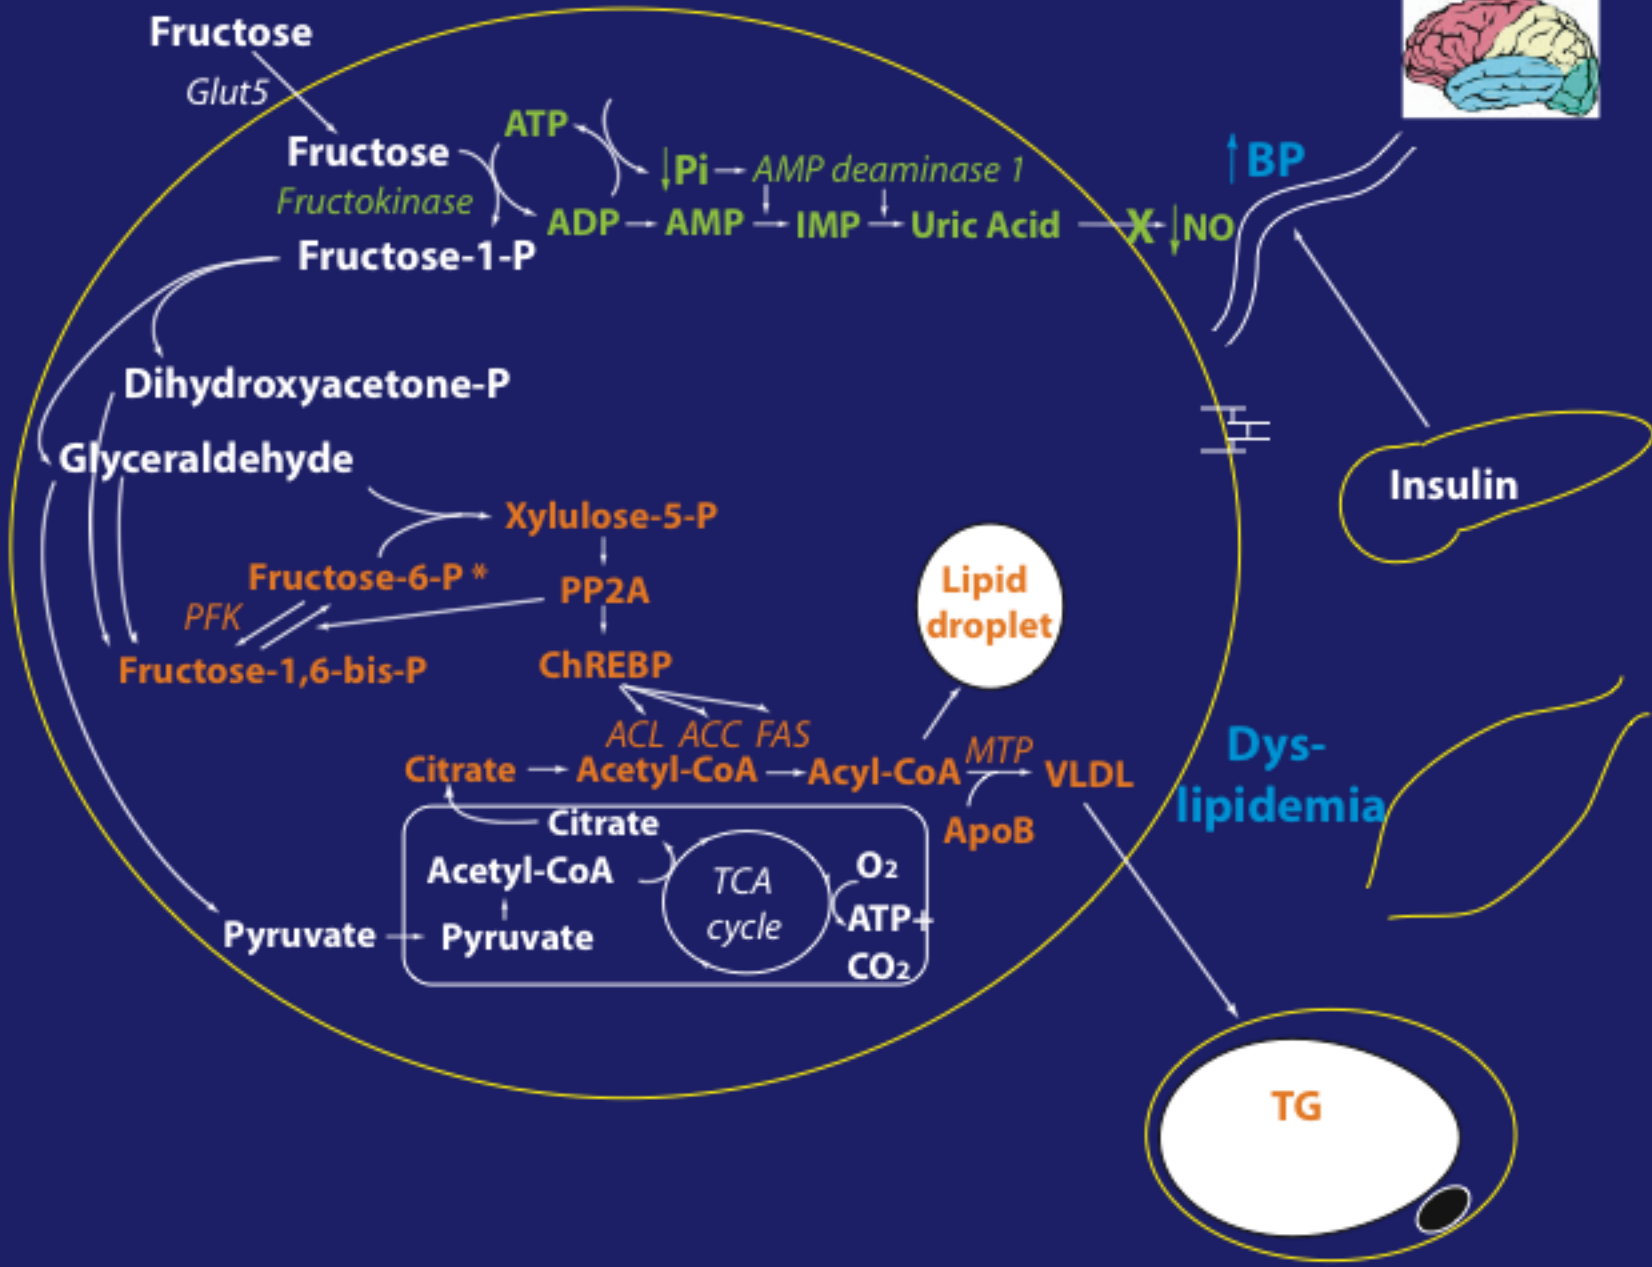 Fructose
Glut5
ATP
Fructose
↓Pi
AMP deaminase 1
↑BP
Fructokinase
ADP
AMP
IMP
Uric Acid
X
↓NO
Fructose-1-P
Dihydroxyacetone-P
Glyceraldehyde
Insulin
Xylulose-5-P
Fructose-6-P *
PP2A
Lipid
droplet
PFK
Fructose-1,6-bis-P
ChREBP
ACL ACC FAS
MTP
Dys-
lipidemia
Citrate
Acetyl-CoA
Acyl-CoA
VLDL
Citrate
ApoB
Acetyl-CoA
TCA
cycle
O2
ATP+
CO2
Pyruvate
Pyruvate
TG